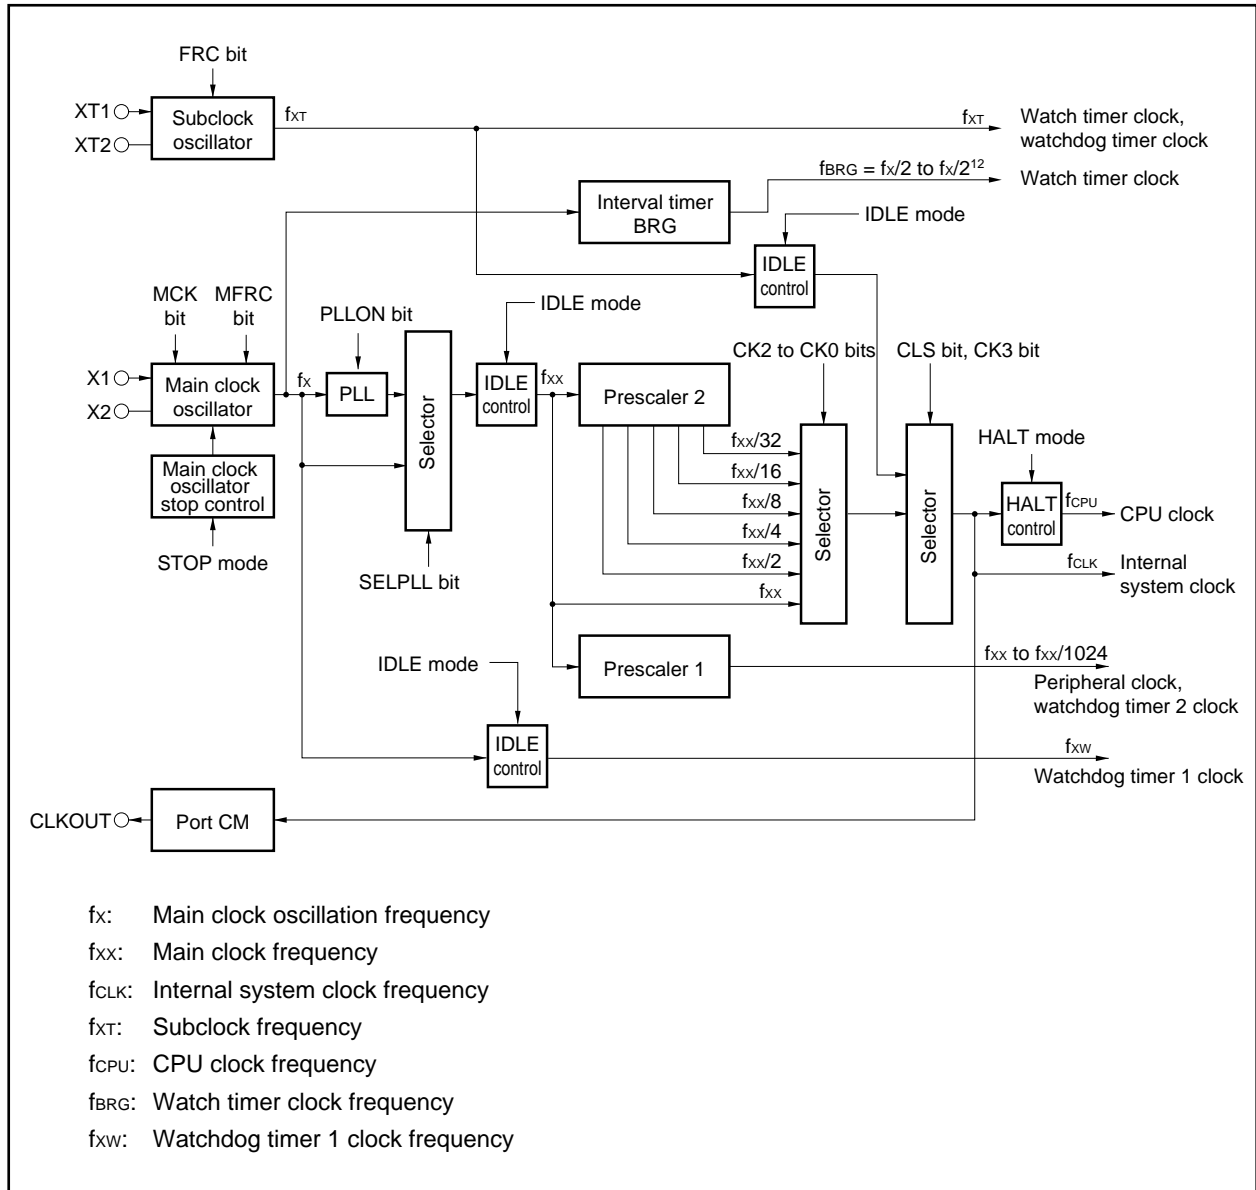 FRC bit
XT1
XT2
Subclock
oscillator
fXT
fXT
Watch timer clock,
watchdog timer clock
fBRG = fX/2 to fX/2¹²
Watch timer clock
Interval timer
BRG
IDLE mode
IDLE
control
MCK
bit
MFRC
bit
PLLON bit
IDLE mode
X1
X2
Main clock
oscillator
fX
PLL
Selector
IDLE
control
fXX
Prescaler 2
CK2 to CK0 bits
CLS bit, CK3 bit
fXX/32
fXX/16
fXX/8
fXX/4
fXX/2
fXX
Selector
Selector
HALT mode
HALT
control
fCPU
CPU clock
fCLK
Internal
system clock
Main clock
oscillator
stop control
STOP mode
SELPLL bit
IDLE mode
Prescaler 1
fXX to fXX/1024
Peripheral clock,
watchdog timer 2 clock
IDLE
control
fXW
Watchdog timer 1 clock
CLKOUT
Port CM
fX: Main clock oscillation frequency
fXX: Main clock frequency
fCLK: Internal system clock frequency
fXT: Subclock frequency
fCPU: CPU clock frequency
fBRG: Watch timer clock frequency
fXW: Watchdog timer 1 clock frequency